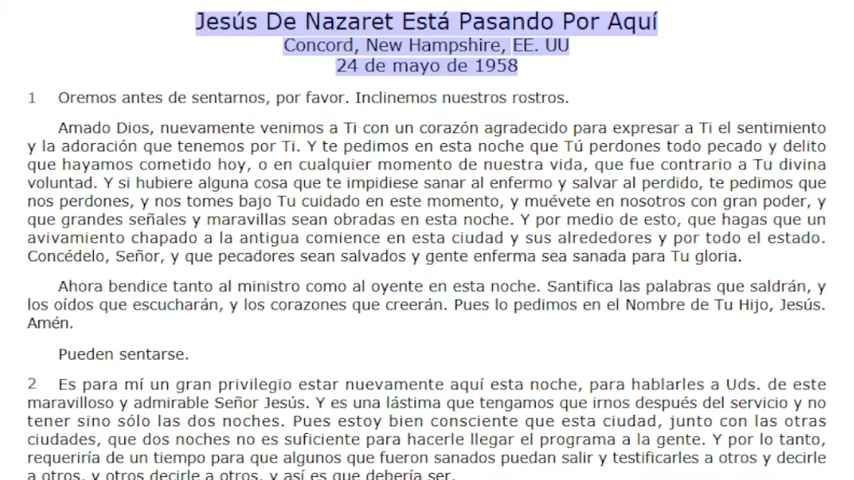 Jesús De Nazaret Está Pasando Por Aquí
Concord, New Hampshire, EE. UU
24 de mayo de 1958
1 Oremos antes de sentarnos, por favor. Inclinemos nuestros rostros.
Amado Dios, nuevamente venimos a Ti con un corazón agradecido para expresar a Ti el sentimiento
y la adoración que tenemos por Ti. Y te pedimos en esta noche que Tú perdones todo pecado y delito
que hayamos cometido hoy, o en cualquier momento de nuestra vida, que fue contrario a Tu divina
voluntad. Y si hubiere alguna cosa que te impidiese sanar al enfermo y salvar al perdido, te pedimos que
nos perdones, y nos tomes bajo Tu cuidado en este momento, y muévete en nosotros con gran poder, y
que grandes señales y maravillas sean obradas en esta noche. Y por medio de esto, que hagas que un
avivamiento chapado a la antigua comience en esta ciudad y sus alrededores y por todo el estado.
Concédelo, Señor, y que pecadores sean salvados y gente enferma sea sanada para Tu gloria.
Ahora bendice tanto al ministro como al oyente en esta noche. Santifica las palabras que saldrán, y
los oídos que escucharán, y los corazones que creerán. Pues lo pedimos en el Nombre de Tu Hijo, Jesús.
Amén.
Pueden sentarse.
2 Es para mí un gran privilegio estar nuevamente aquí esta noche, para hablarles a Uds. de este
maravilloso y admirable Señor Jesús. Y es una lástima que tengamos que irnos después del servicio y no
tener sino sólo las dos noches. Pues estoy bien consciente que esta ciudad, junto con las otras
ciudades, que dos noches no es suficiente para hacerle llegar el programa a la gente. Y por lo tanto,
requeriría de un tiempo para que algunos que fueron sanados puedan salir y testificarles a otros y decirle
a otros, y otros decirle a otros, y así es que debería ser.